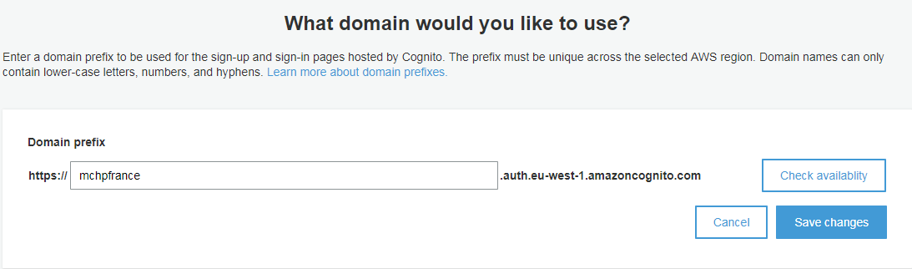 What domain would you like to use?
Enter a domain prefix to be used for the sign-up and sign-in pages hosted by Cognito. The prefix must be unique across the selected AWS region. Domain names can only
contain lower-case letters, numbers, and hyphens. Learn more about domain prefixes.
Domain prefix
https:// mchpfrance .auth.eu-west-1.amazoncognito.com Check availablity
Cancel Save changes